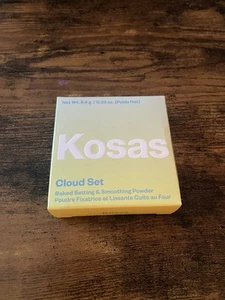 Net Wt. 9.5 g / 0.33 oz. (Poids Net)
Kosas
Cloud Set
Baked Setting & Smoothing Powder
Poudre Fixatrice et Lissante Cuite au Four